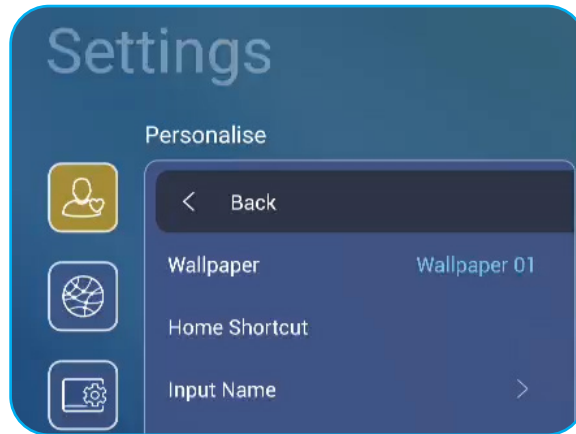 Settings
Personalise
Back
Wallpaper Wallpaper 01
Home Shortcut
Input Name